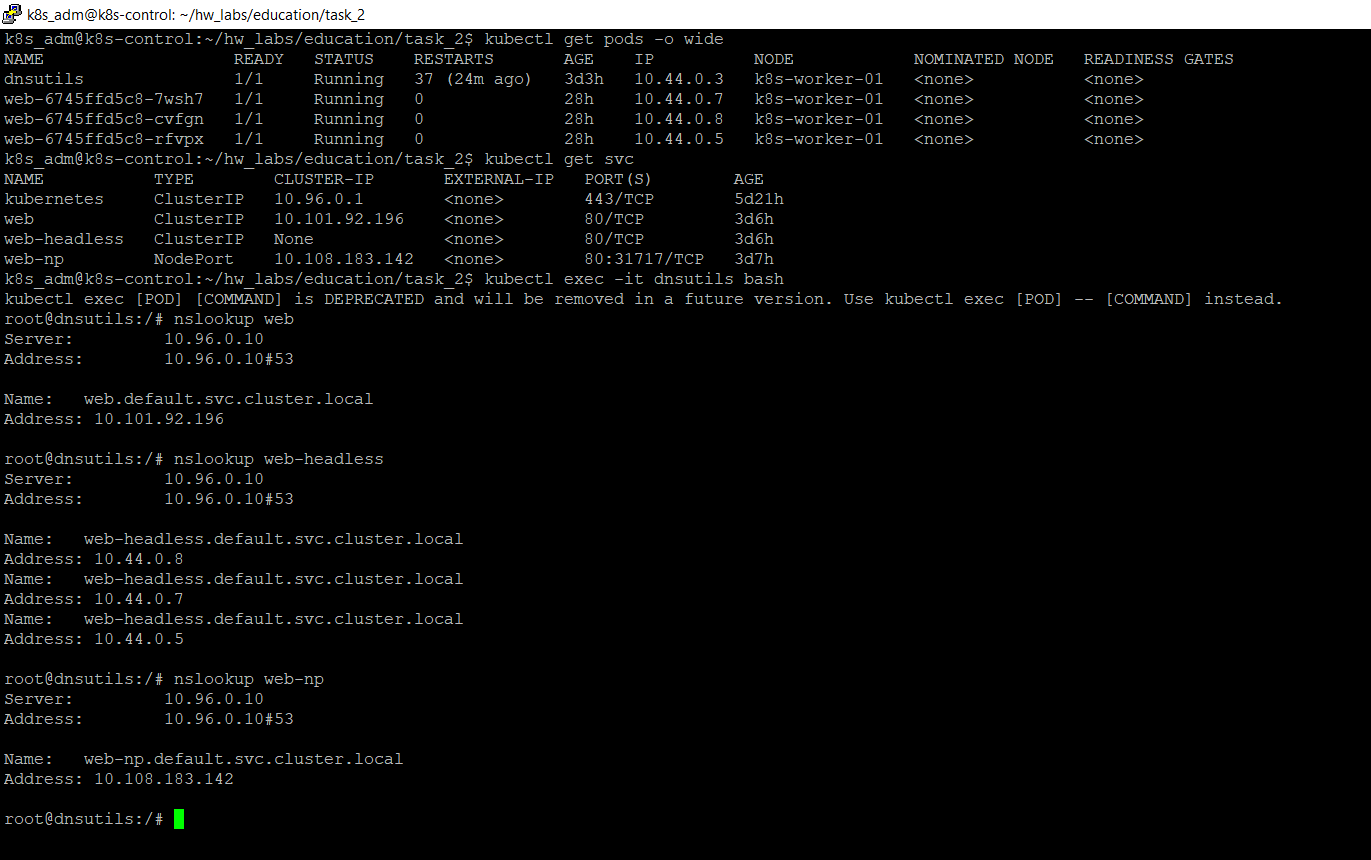 k8s_adm@k8s-control: ~/hw_labs/education/task_2
k8s_adm@k8s-control:~/hw_labs/education/task_2$ kubectl get pods -o wide
NAME                   READY   STATUS    RESTARTS       AGE    IP          NODE            NOMINATED NODE   READINESS GATES
dnsutils               1/1     Running   37 (24m ago)   3d3h   10.44.0.3   k8s-worker-01   <none>           <none>
web-6745ffd5c8-7wsh7   1/1     Running   0              28h    10.44.0.7   k8s-worker-01   <none>           <none>
web-6745ffd5c8-cvfgn   1/1     Running   0              28h    10.44.0.8   k8s-worker-01   <none>           <none>
web-6745ffd5c8-rfvpx   1/1     Running   0              28h    10.44.0.5   k8s-worker-01   <none>           <none>
k8s_adm@k8s-control:~/hw_labs/education/task_2$ kubectl get svc
NAME           TYPE        CLUSTER-IP       EXTERNAL-IP   PORT(S)        AGE
kubernetes     ClusterIP   10.96.0.1        <none>        443/TCP        5d21h
web            ClusterIP   10.101.92.196    <none>        80/TCP         3d6h
web-headless   ClusterIP   None             <none>        80/TCP         3d6h
web-np         NodePort    10.108.183.142   <none>        80:31717/TCP   3d7h
k8s_adm@k8s-control:~/hw_labs/education/task_2$ kubectl exec -it dnsutils bash
kubectl exec [POD] [COMMAND] is DEPRECATED and will be removed in a future version. Use kubectl exec [POD] -- [COMMAND] instead.
root@dnsutils:/# nslookup web
Server:         10.96.0.10
Address:        10.96.0.10#53
Name:   web.default.svc.cluster.local
Address: 10.101.92.196
root@dnsutils:/# nslookup web-headless
Server:         10.96.0.10
Address:        10.96.0.10#53
Name:   web-headless.default.svc.cluster.local
Address: 10.44.0.8
Name:   web-headless.default.svc.cluster.local
Address: 10.44.0.7
Name:   web-headless.default.svc.cluster.local
Address: 10.44.0.5
root@dnsutils:/# nslookup web-np
Server:         10.96.0.10
Address:        10.96.0.10#53
Name:   web-np.default.svc.cluster.local
Address: 10.108.183.142
root@dnsutils:/#